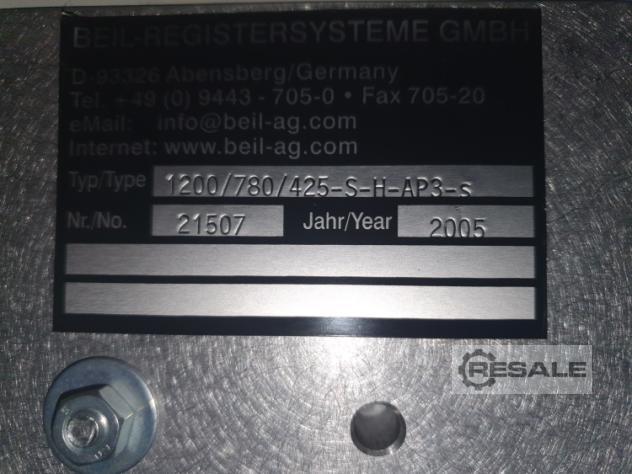 BEIL-REGISTERSYSTEME GMBH
D-93326 Abensberg/Germany
Tel. +49 (0) 9443 - 705-0 • Fax 705-20
eMail: info@beil-ag.com
Internet: www.beil-ag.com
Typ/Type 1200/780/425-S-H-AP3-s
Nr./No. 21507 Jahr/Year 2005
RESALE